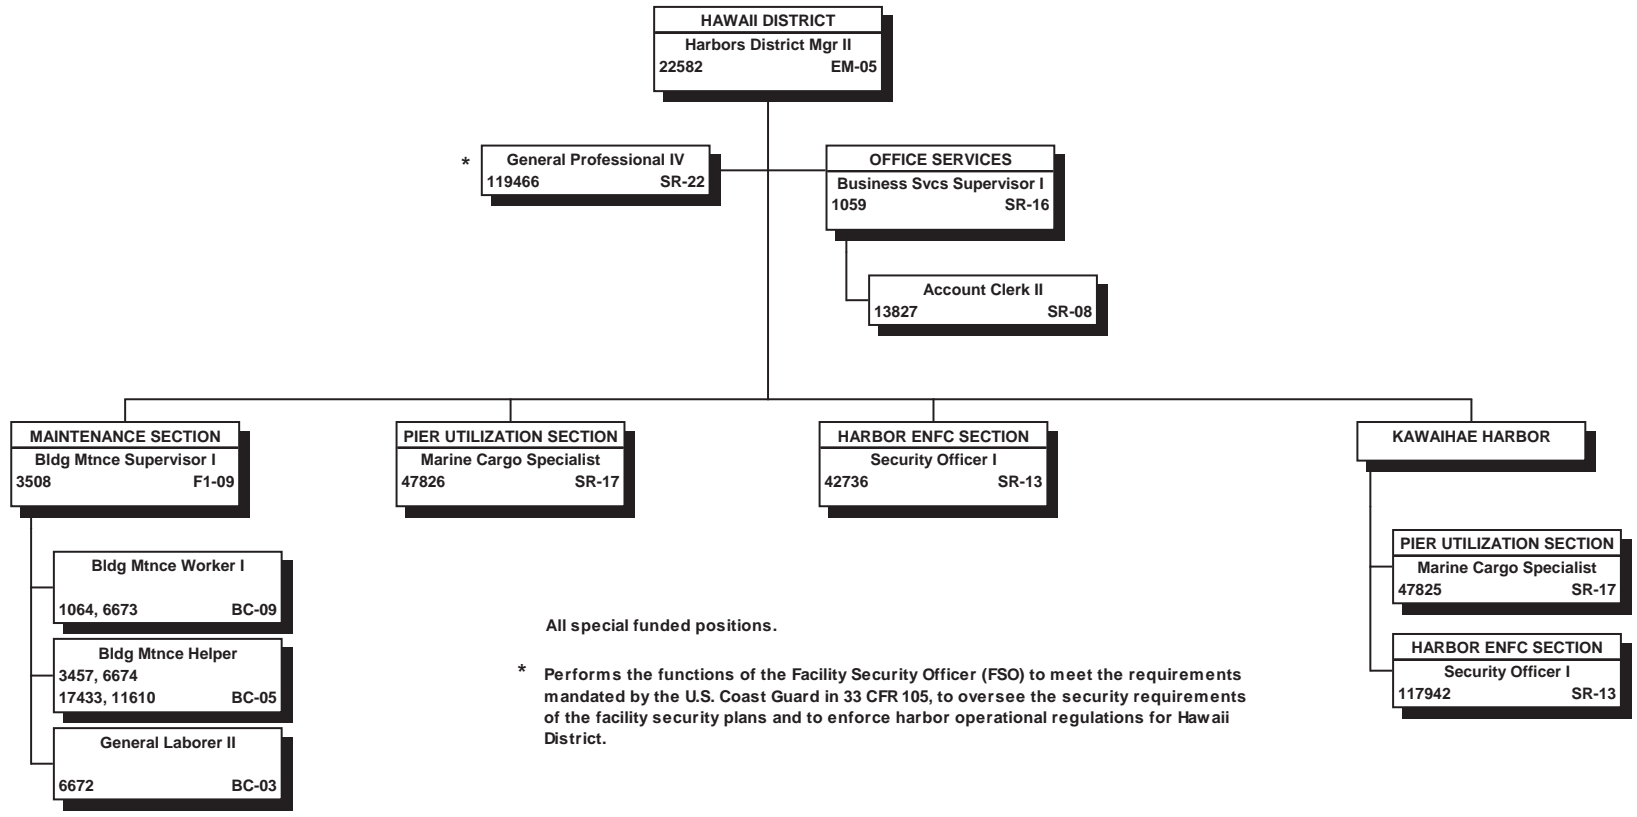 HAWAII DISTRICT
Harbors District Mgr II
22582 EM-05
* General Professional IV
119466 SR-22
OFFICE SERVICES
Business Svcs Supervisor I
1059 SR-16
Account Clerk II
13827 SR-08
MAINTENANCE SECTION
Bldg Mtnce Supervisor I
3508 F1-09
PIER UTILIZATION SECTION
Marine Cargo Specialist
47826 SR-17
HARBOR ENFC SECTION
Security Officer I
42736 SR-13
KAWAIHAE HARBOR
Bldg Mtnce Worker I
1064, 6673 BC-09
Bldg Mtnce Helper
3457, 6674
17433, 11610 BC-05
General Laborer II
6672 BC-03
PIER UTILIZATION SECTION
Marine Cargo Specialist
47825 SR-17
HARBOR ENFC SECTION
Security Officer I
117942 SR-13
All special funded positions.
* Performs the functions of the Facility Security Officer (FSO) to meet the requirements
mandated by the U.S. Coast Guard in 33 CFR 105, to oversee the security requirements
of the facility security plans and to enforce harbor operational regulations for Hawaii
District.